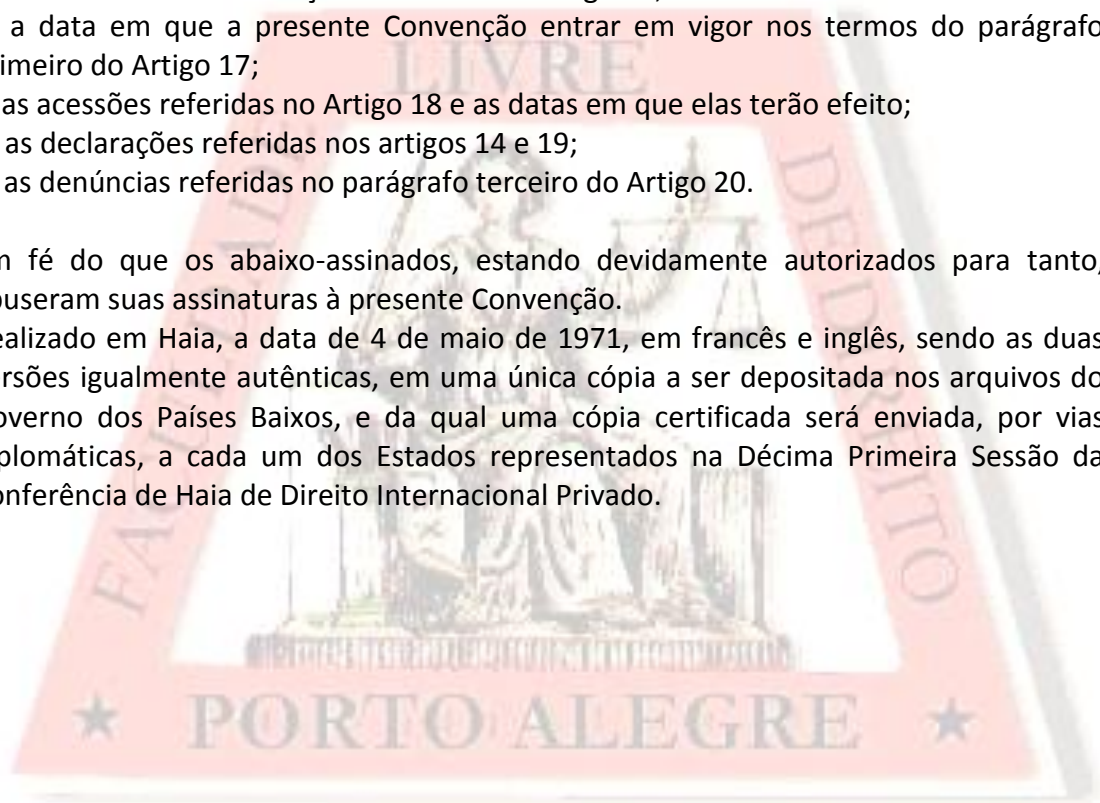 a data em que a presente Convenção entrar em vigor nos termos do parágrafo
imeiro do Artigo 17;
as acessões referidas no Artigo 18 e as datas em que elas terão efeito;
as declarações referidas nos artigos 14 e 19;
as denúncias referidas no parágrafo terceiro do Artigo 20.
fé do que os abaixo-assinados, estando devidamente autorizados para tanto,
puseram suas assinaturas à presente Convenção.
ealizado em Haia, a data de 4 de maio de 1971, em francês e inglês, sendo as duas
rsões igualmente autênticas, em uma única cópia a ser depositada nos arquivos do
overno dos Países Baixos, e da qual uma cópia certificada será enviada, por vias
plomáticas, a cada um dos Estados representados na Décima Primeira Sessão da
onferência de Haia de Direito Internacional Privado.
FACULDADE
LIVRE
DE DIREITO
PORTO ALEGRE